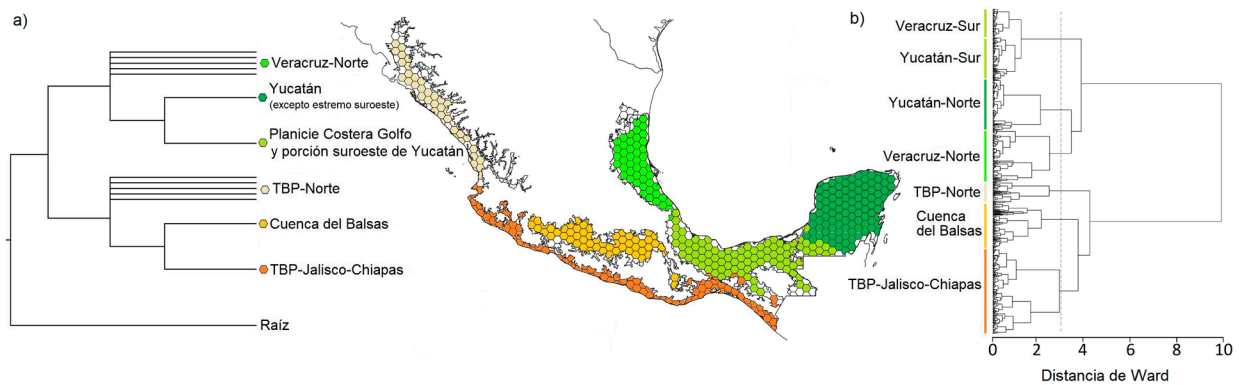 a)
Veracruz-Norte
Yucatán
(excepto estremo suroeste)
Planicie Costera Golfo
y porción suroeste de Yucatán
TBP-Norte
Cuenca del Balsas
TBP-Jalisco-Chiapas
Raíz
b)
Veracruz-Sur
Yucatán-Sur
Yucatán-Norte
Veracruz-Norte
TBP-Norte
Cuenca
del Balsas
TBP-Jalisco-Chiapas
0 2 4 6 8 10
Distancia de Ward